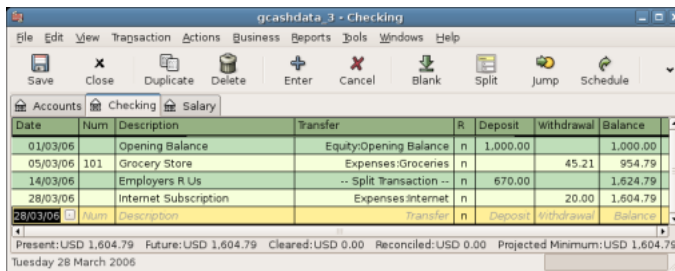 gcashdata_3 - Checking
File Edit View Transaction Actions Business Reports Tools Windows Help
Save Close Duplicate Delete Enter Cancel Blank Split Jump Schedule
Accounts Checking Salary
Date Num Description Transfer R Deposit Withdrawal Balance
01/03/06 Opening Balance Equity:Opening Balance n 1,000.00 1,000.00
05/03/06 101 Grocery Store Expenses:Groceries n 45.21 954.79
14/03/06 Employers R Us -- Split Transaction -- n 670.00 1,624.79
28/03/06 Internet Subscription Expenses:Internet n 20.00 1,604.79
28/03/06 Num Description Transfer n Deposit Withdrawal Balance
Present:USD 1,604.79 Future:USD 1,604.79 Cleared:USD 0.00 Reconciled:USD 0.00 Projected Minimum:USD 1,604.79
Tuesday 28 March 2006